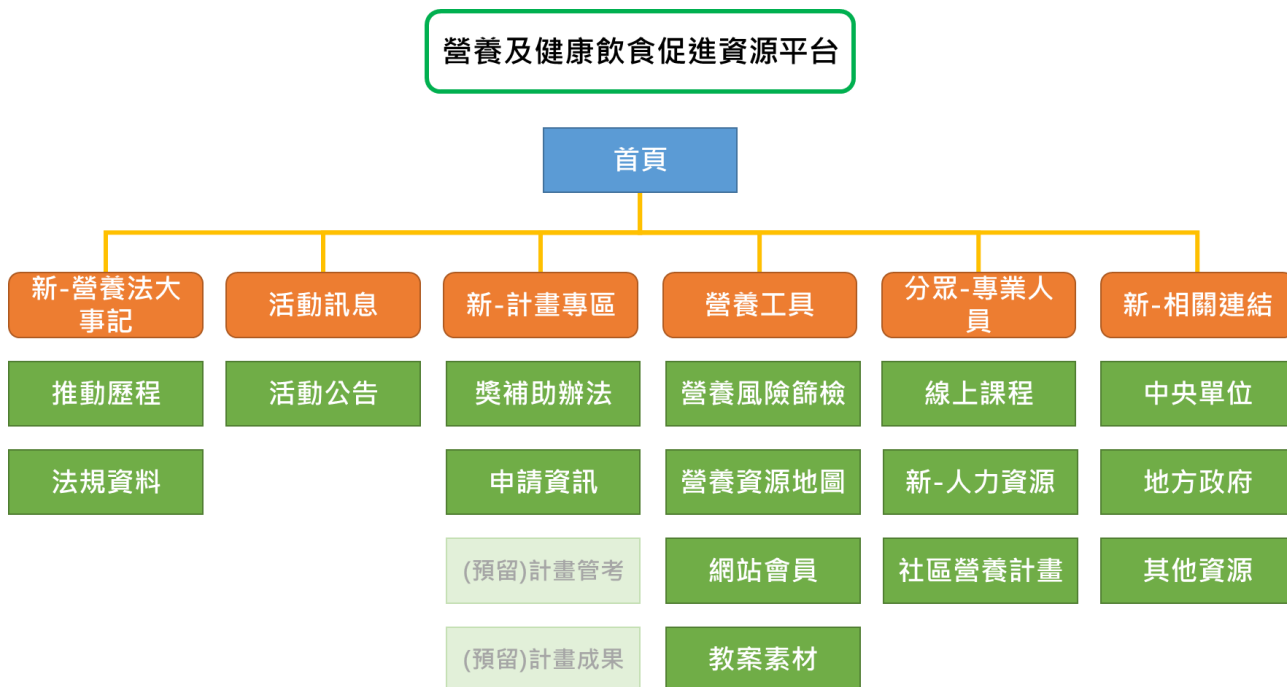 營養及健康飲食促進資源平台
首頁
新-營養法大
事記
活動訊息
新-計畫專區
營養工具
分眾-專業人
員
新-相關連結
推動歷程
活動公告
獎補助辦法
營養風險篩檢
線上課程
中央單位
法規資料
申請資訊
營養資源地圖
新-人力資源
地方政府
(預留)計畫管考
網站會員
社區營養計畫
其他資源
(預留)計畫成果
教案素材